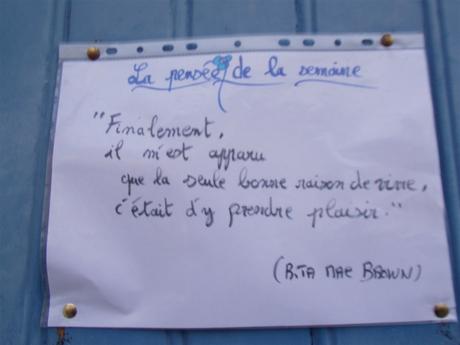 La pensée de la semaine
"Finalement,
il m'est apparu
que la seule bonne raison de vivre,
c'était d'y prendre plaisir."
(RITA MAE BROWN)